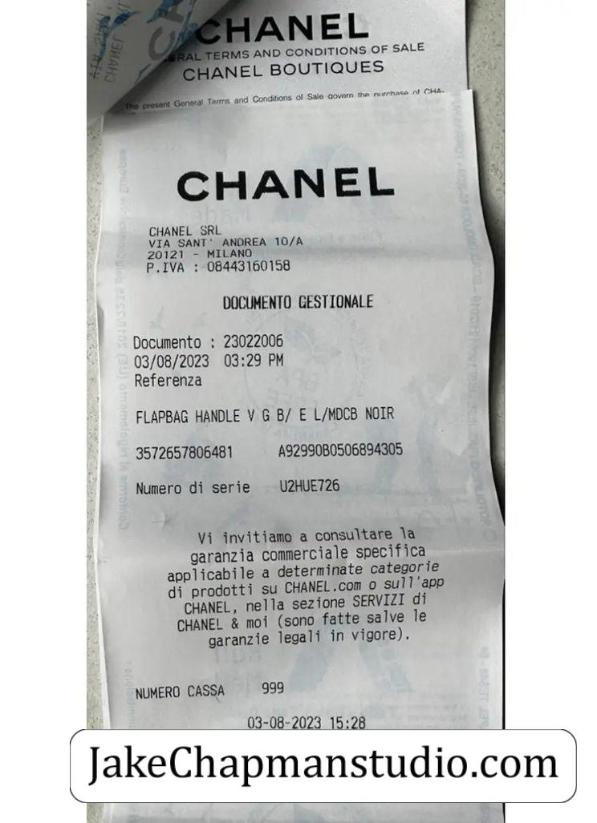 CHANEL
RAL TERMS AND CONDITIONS OF SALE
CHANEL BOUTIQUES
The present General Terms and Conditions of Sale govern the purchase of CHA-
CHANEL
CHANEL SRL
VIA SANT' ANDREA 10/A
20121 - MILANO
P.IVA : 08443160158
DOCUMENTO GESTIONALE
Documento : 23022006
03/08/2023 03:29 PM
Referenza
FLAPBAG HANDLE V G B/ E L/MDCB NOIR
3572657806481 A92990B0506894305
Numero di serie U2HUE726
Vi invitiamo a consultare la
garanzia commerciale specifica
applicabile a determinate categorie
di prodotti su CHANEL.com o sull'app
CHANEL, nella sezione SERVIZI di
CHANEL & moi (sono fatte salve le
garanzie legali in vigore).
NUMERO CASSA 999
03-08-2023 15:28
JakeChapmanstudio.com